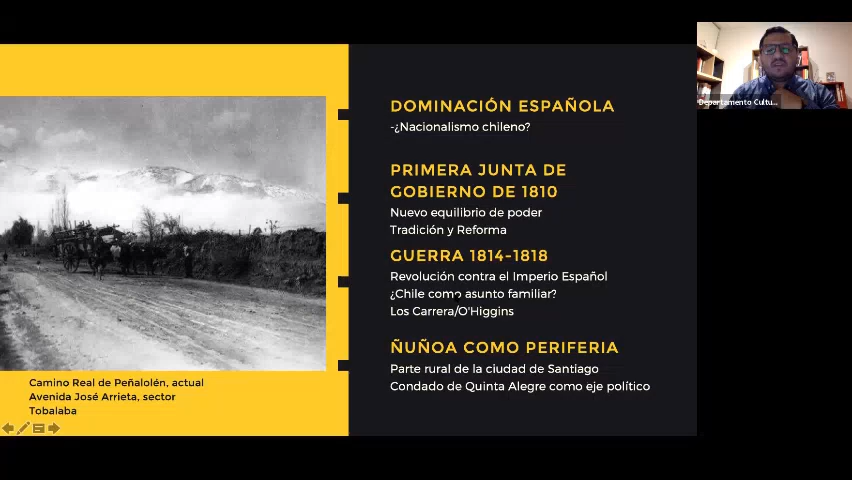 DOMINACIÓN ESPAÑOLA
-¿Nacionalismo chileno?
PRIMERA JUNTA DE
GOBIERNO DE 1810
Nuevo equilibrio de poder
Tradición y Reforma
GUERRA 1814-1818
Revolución contra el Imperio Español
¿Chile como asunto familiar?
Los Carrera/O'Higgins
ÑUÑOA COMO PERIFERIA
Parte rural de la ciudad de Santiago
Condado de Quinta Alegre como eje político
Camino Real de Peñalolén, actual
Avenida José Arrieta, sector
Tobalaba
Departamento Cultu...